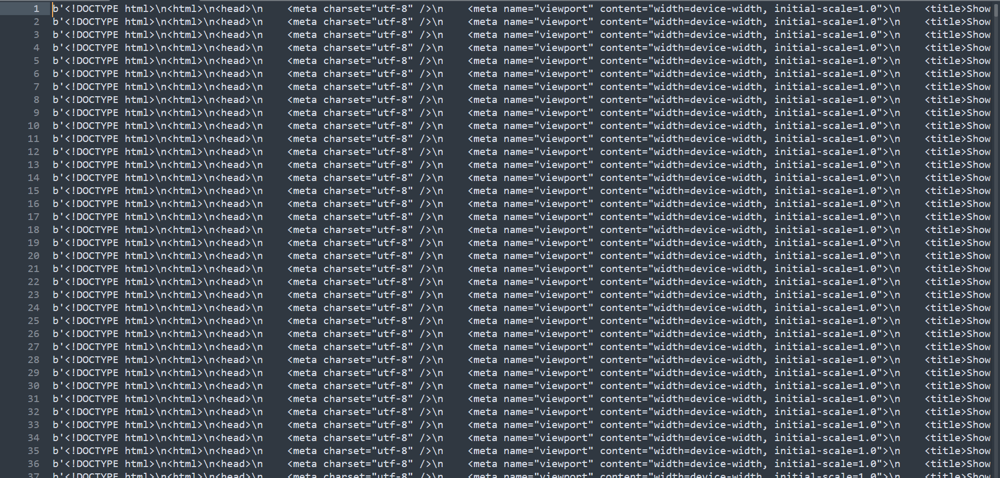 1 b'<!DOCTYPE html>\n<html>\n<head>\n    <meta charset="utf-8" />\n    <meta name="viewport" content="width=device-width, initial-scale=1.0">\n    <title>Show
2 b'<!DOCTYPE html>\n<html>\n<head>\n    <meta charset="utf-8" />\n    <meta name="viewport" content="width=device-width, initial-scale=1.0">\n    <title>Show
3 b'<!DOCTYPE html>\n<html>\n<head>\n    <meta charset="utf-8" />\n    <meta name="viewport" content="width=device-width, initial-scale=1.0">\n    <title>Show
4 b'<!DOCTYPE html>\n<html>\n<head>\n    <meta charset="utf-8" />\n    <meta name="viewport" content="width=device-width, initial-scale=1.0">\n    <title>Show
5 b'<!DOCTYPE html>\n<html>\n<head>\n    <meta charset="utf-8" />\n    <meta name="viewport" content="width=device-width, initial-scale=1.0">\n    <title>Show
6 b'<!DOCTYPE html>\n<html>\n<head>\n    <meta charset="utf-8" />\n    <meta name="viewport" content="width=device-width, initial-scale=1.0">\n    <title>Show
7 b'<!DOCTYPE html>\n<html>\n<head>\n    <meta charset="utf-8" />\n    <meta name="viewport" content="width=device-width, initial-scale=1.0">\n    <title>Show
8 b'<!DOCTYPE html>\n<html>\n<head>\n    <meta charset="utf-8" />\n    <meta name="viewport" content="width=device-width, initial-scale=1.0">\n    <title>Show
9 b'<!DOCTYPE html>\n<html>\n<head>\n    <meta charset="utf-8" />\n    <meta name="viewport" content="width=device-width, initial-scale=1.0">\n    <title>Show
10 b'<!DOCTYPE html>\n<html>\n<head>\n    <meta charset="utf-8" />\n    <meta name="viewport" content="width=device-width, initial-scale=1.0">\n    <title>Show
11 b'<!DOCTYPE html>\n<html>\n<head>\n    <meta charset="utf-8" />\n    <meta name="viewport" content="width=device-width, initial-scale=1.0">\n    <title>Show
12 b'<!DOCTYPE html>\n<html>\n<head>\n    <meta charset="utf-8" />\n    <meta name="viewport" content="width=device-width, initial-scale=1.0">\n    <title>Show
13 b'<!DOCTYPE html>\n<html>\n<head>\n    <meta charset="utf-8" />\n    <meta name="viewport" content="width=device-width, initial-scale=1.0">\n    <title>Show
14 b'<!DOCTYPE html>\n<html>\n<head>\n    <meta charset="utf-8" />\n    <meta name="viewport" content="width=device-width, initial-scale=1.0">\n    <title>Show
15 b'<!DOCTYPE html>\n<html>\n<head>\n    <meta charset="utf-8" />\n    <meta name="viewport" content="width=device-width, initial-scale=1.0">\n    <title>Show
16 b'<!DOCTYPE html>\n<html>\n<head>\n    <meta charset="utf-8" />\n    <meta name="viewport" content="width=device-width, initial-scale=1.0">\n    <title>Show
17 b'<!DOCTYPE html>\n<html>\n<head>\n    <meta charset="utf-8" />\n    <meta name="viewport" content="width=device-width, initial-scale=1.0">\n    <title>Show
18 b'<!DOCTYPE html>\n<html>\n<head>\n    <meta charset="utf-8" />\n    <meta name="viewport" content="width=device-width, initial-scale=1.0">\n    <title>Show
19 b'<!DOCTYPE html>\n<html>\n<head>\n    <meta charset="utf-8" />\n    <meta name="viewport" content="width=device-width, initial-scale=1.0">\n    <title>Show
20 b'<!DOCTYPE html>\n<html>\n<head>\n    <meta charset="utf-8" />\n    <meta name="viewport" content="width=device-width, initial-scale=1.0">\n    <title>Show
21 b'<!DOCTYPE html>\n<html>\n<head>\n    <meta charset="utf-8" />\n    <meta name="viewport" content="width=device-width, initial-scale=1.0">\n    <title>Show
22 b'<!DOCTYPE html>\n<html>\n<head>\n    <meta charset="utf-8" />\n    <meta name="viewport" content="width=device-width, initial-scale=1.0">\n    <title>Show
23 b'<!DOCTYPE html>\n<html>\n<head>\n    <meta charset="utf-8" />\n    <meta name="viewport" content="width=device-width, initial-scale=1.0">\n    <title>Show
24 b'<!DOCTYPE html>\n<html>\n<head>\n    <meta charset="utf-8" />\n    <meta name="viewport" content="width=device-width, initial-scale=1.0">\n    <title>Show
25 b'<!DOCTYPE html>\n<html>\n<head>\n    <meta charset="utf-8" />\n    <meta name="viewport" content="width=device-width, initial-scale=1.0">\n    <title>Show
26 b'<!DOCTYPE html>\n<html>\n<head>\n    <meta charset="utf-8" />\n    <meta name="viewport" content="width=device-width, initial-scale=1.0">\n    <title>Show
27 b'<!DOCTYPE html>\n<html>\n<head>\n    <meta charset="utf-8" />\n    <meta name="viewport" content="width=device-width, initial-scale=1.0">\n    <title>Show
28 b'<!DOCTYPE html>\n<html>\n<head>\n    <meta charset="utf-8" />\n    <meta name="viewport" content="width=device-width, initial-scale=1.0">\n    <title>Show
29 b'<!DOCTYPE html>\n<html>\n<head>\n    <meta charset="utf-8" />\n    <meta name="viewport" content="width=device-width, initial-scale=1.0">\n    <title>Show
30 b'<!DOCTYPE html>\n<html>\n<head>\n    <meta charset="utf-8" />\n    <meta name="viewport" content="width=device-width, initial-scale=1.0">\n    <title>Show
31 b'<!DOCTYPE html>\n<html>\n<head>\n    <meta charset="utf-8" />\n    <meta name="viewport" content="width=device-width, initial-scale=1.0">\n    <title>Show
32 b'<!DOCTYPE html>\n<html>\n<head>\n    <meta charset="utf-8" />\n    <meta name="viewport" content="width=device-width, initial-scale=1.0">\n    <title>Show
33 b'<!DOCTYPE html>\n<html>\n<head>\n    <meta charset="utf-8" />\n    <meta name="viewport" content="width=device-width, initial-scale=1.0">\n    <title>Show
34 b'<!DOCTYPE html>\n<html>\n<head>\n    <meta charset="utf-8" />\n    <meta name="viewport" content="width=device-width, initial-scale=1.0">\n    <title>Show
35 b'<!DOCTYPE html>\n<html>\n<head>\n    <meta charset="utf-8" />\n    <meta name="viewport" content="width=device-width, initial-scale=1.0">\n    <title>Show
36 b'<!DOCTYPE html>\n<html>\n<head>\n    <meta charset="utf-8" />\n    <meta name="viewport" content="width=device-width, initial-scale=1.0">\n    <title>Show
37 b'<!DOCTYPE html>\n<html>\n<head>\n    <meta charset="utf-8" />\n    <meta name="viewport" content="width=device-width, initial-scale=1.0">\n    <title>Show